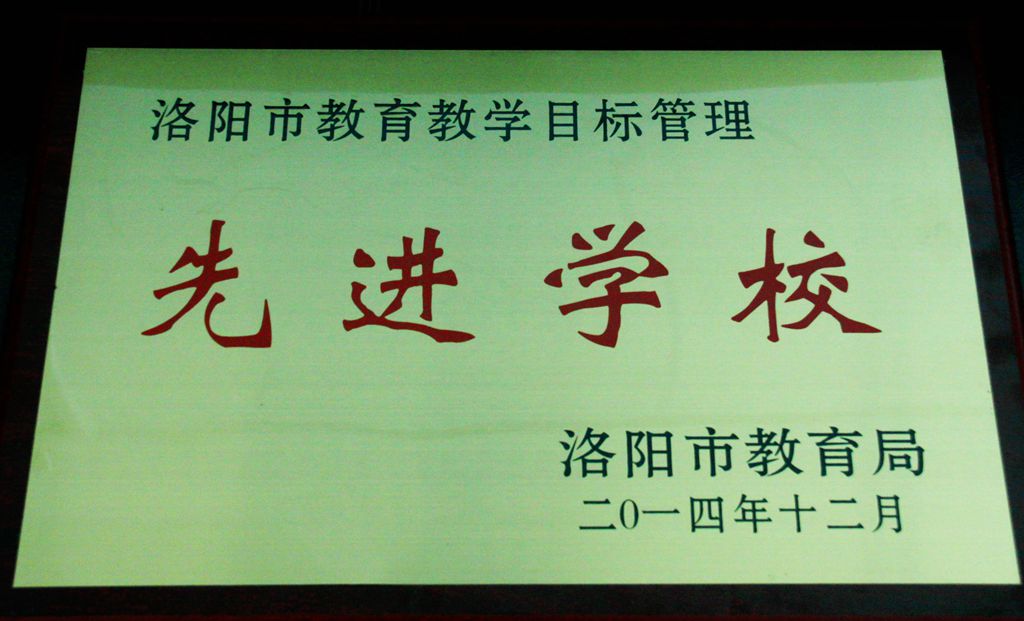 洛阳市教育教学目标管理
先进学校
洛阳市教育局
二0一四年十二月